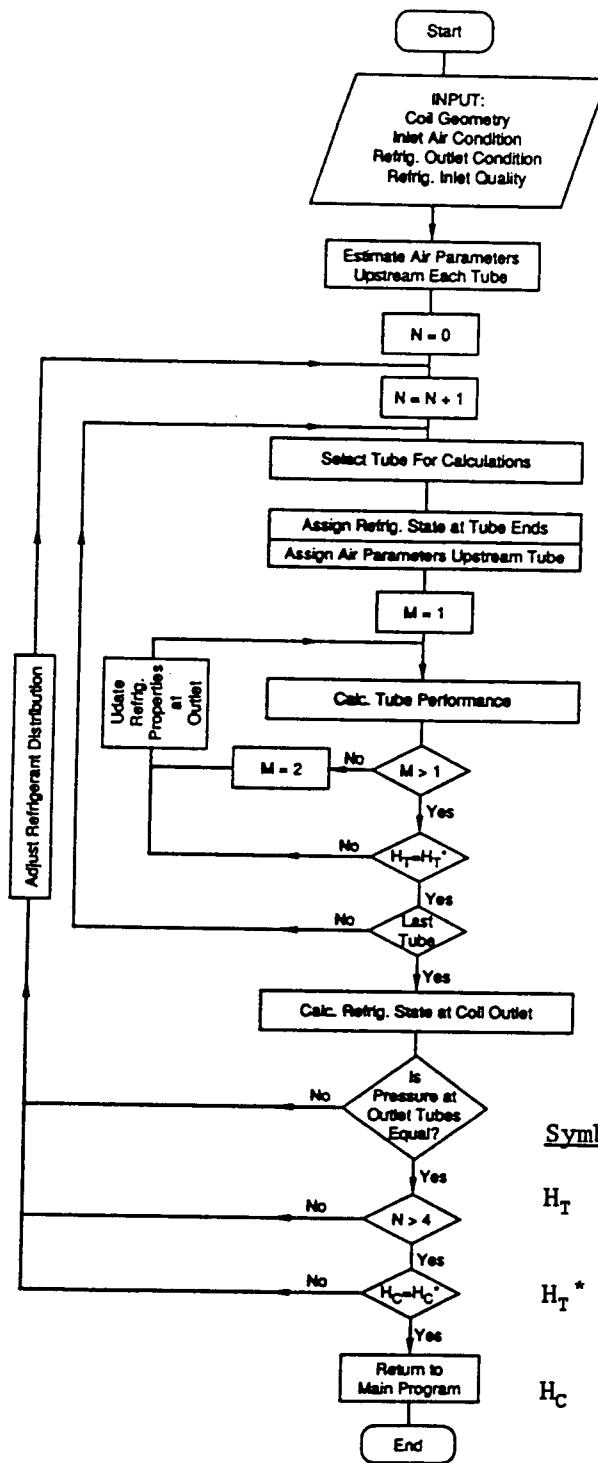 Start
INPUT:
Coil Geometry
Inlet Air Condition
Refrig. Outlet Condition
Refrig. Inlet Quality
Estimate Air Parameters
Upstream Each Tube
N = 0
N = N + 1
Select Tube For Calculations
Assign Refrig. State at Tube Ends
Assign Air Parameters Upstream Tube
M = 1
Udate
Refrig.
Properties
at
Outlet
Calc. Tube Performance
M = 2
No
M > 1
Yes
No
H_T=H_T*
Yes
No
Last
Tube
Yes
Adjust Refrigerant Distribution
Calc. Refrig. State at Coil Outlet
No
Is
Pressure at
Outlet Tubes
Equal?
Yes
No
N > 4
Yes
No
H_C=H_C*
Yes
Return to
Main Program
End
Symb
H_T
H_T*
H_C